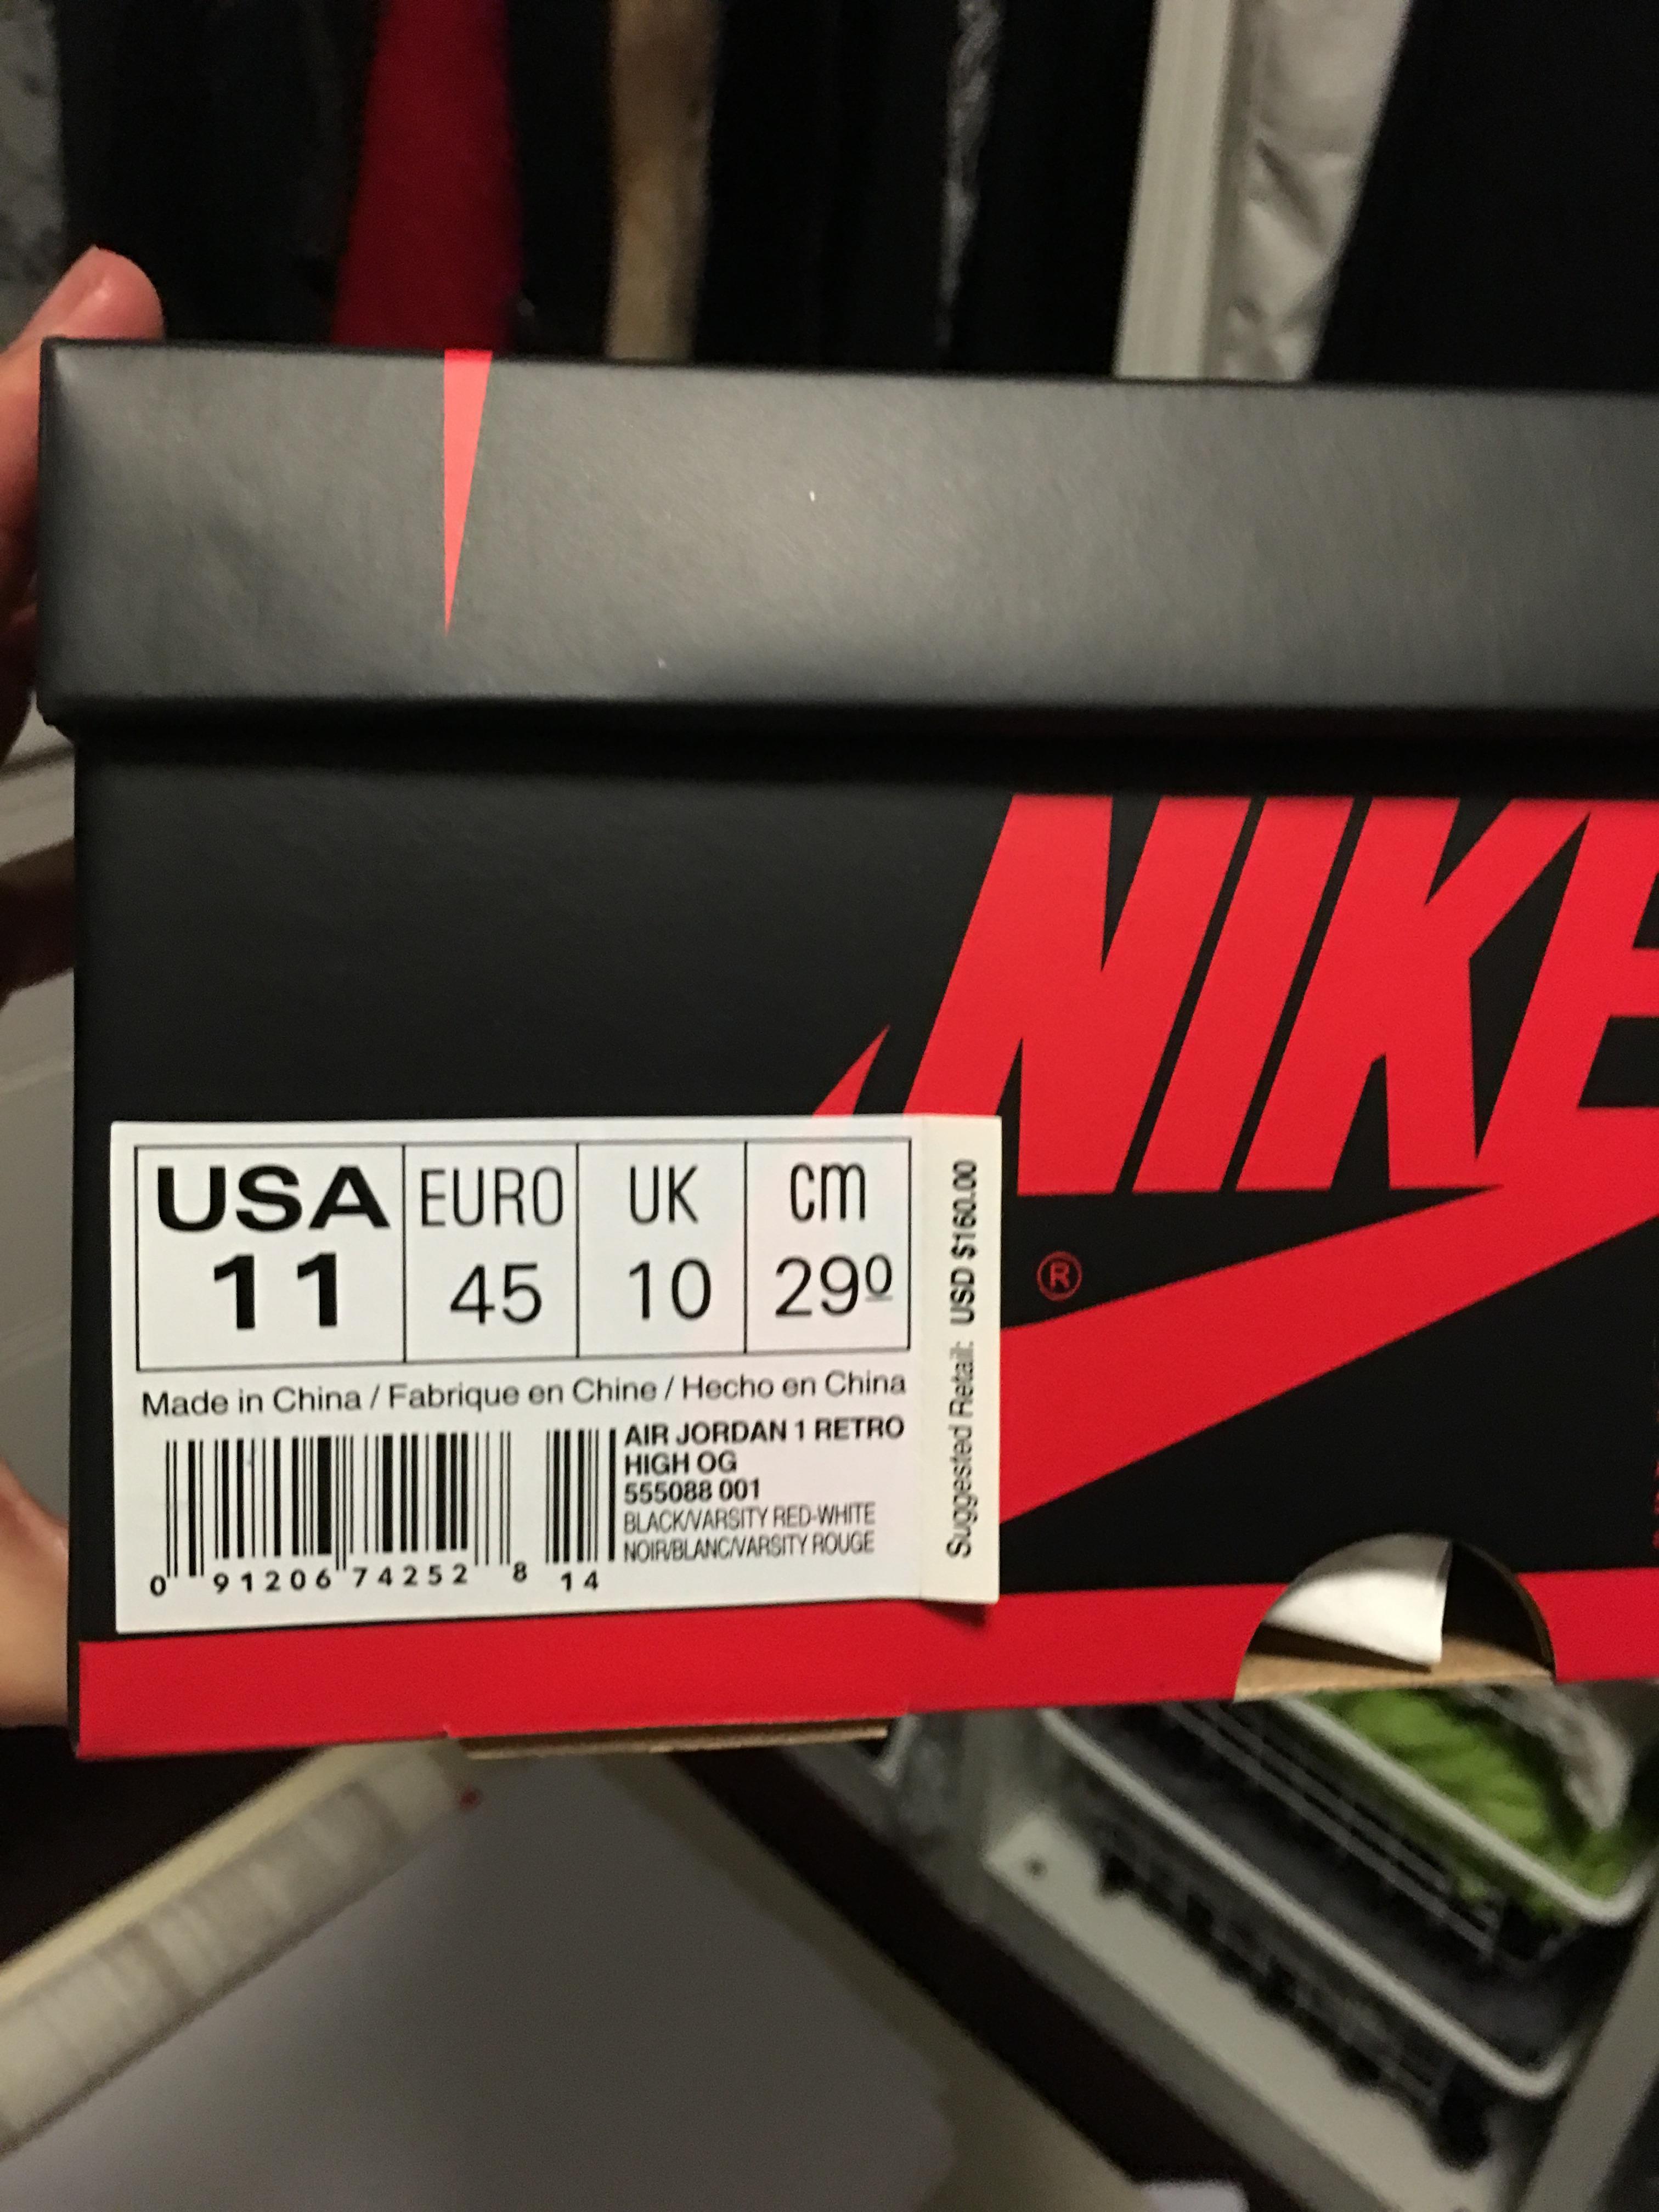 NIKE
®
USA EURO UK cm
11 45 10 290
Suggested Retail: USD $160.00
Made in China / Fabrique en Chine / Hecho en China
AIR JORDAN 1 RETRO
HIGH OG
555088 001
BLACK/VARSITY RED-WHITE
NOIR/BLANC/VARSITY ROUGE
0 91206 74252 8 14